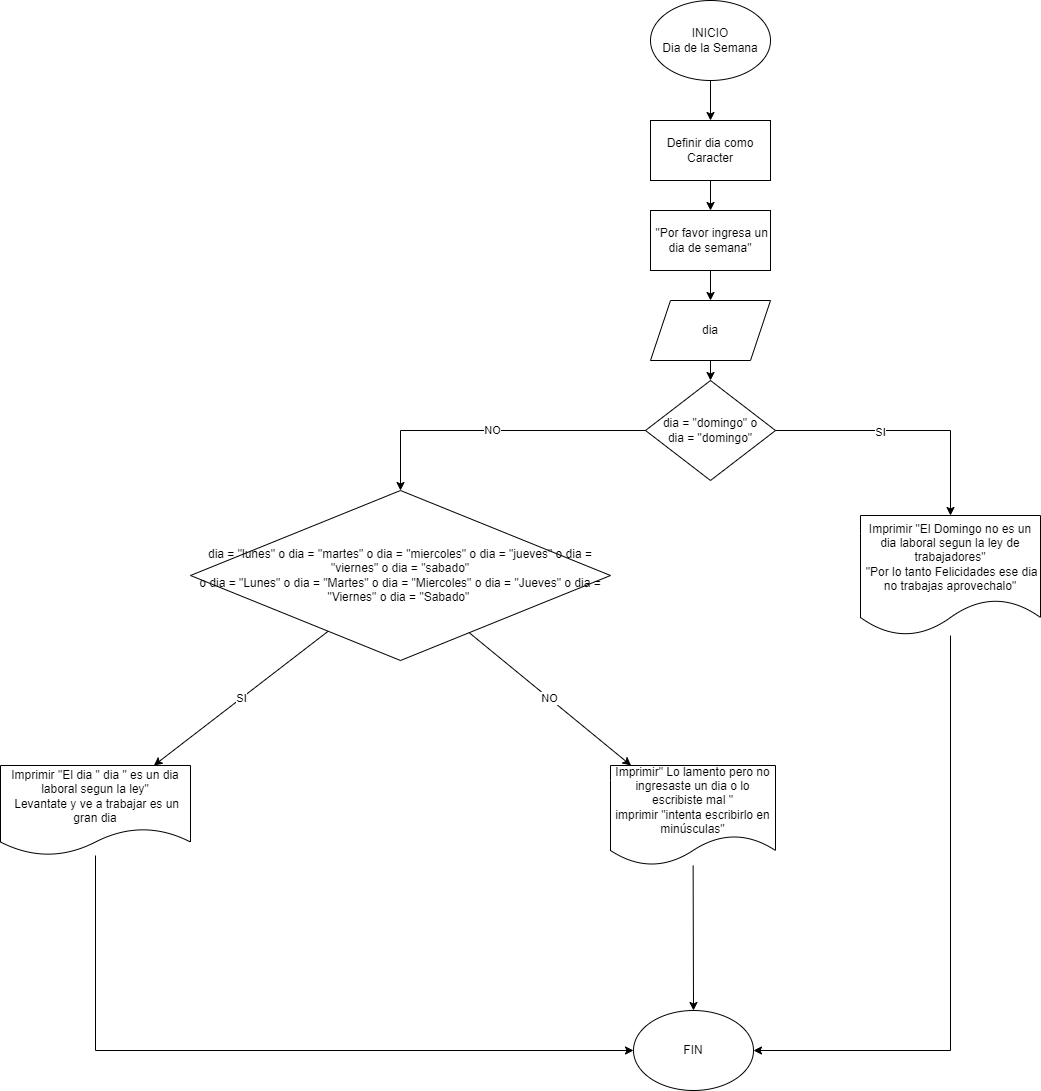 INICIO
Dia de la Semana
Definir dia como
Caracter
"Por favor ingresa un
dia de semana"
dia
dia = "domingo" o
dia = "domingo"
NO
SI
dia = "lunes" o dia = "martes" o dia = "miercoles" o dia = "jueves" o dia =
"viernes" o dia = "sabado"
o dia = "Lunes" o dia = "Martes" o dia = "Miercoles" o dia = "Jueves" o dia =
"Viernes" o dia = "Sabado"
Imprimir "El Domingo no es un
dia laboral segun la ley de
trabajadores"
"Por lo tanto Felicidades ese dia
no trabajas aprovechalo"
SI
NO
Imprimir "El dia " dia " es un dia
laboral segun la ley"
Levantate y ve a trabajar es un
gran dia
Imprimir" Lo lamento pero no
ingresaste un dia o lo
escribiste mal "
imprimir "intenta escribirlo en
minúsculas"
FIN